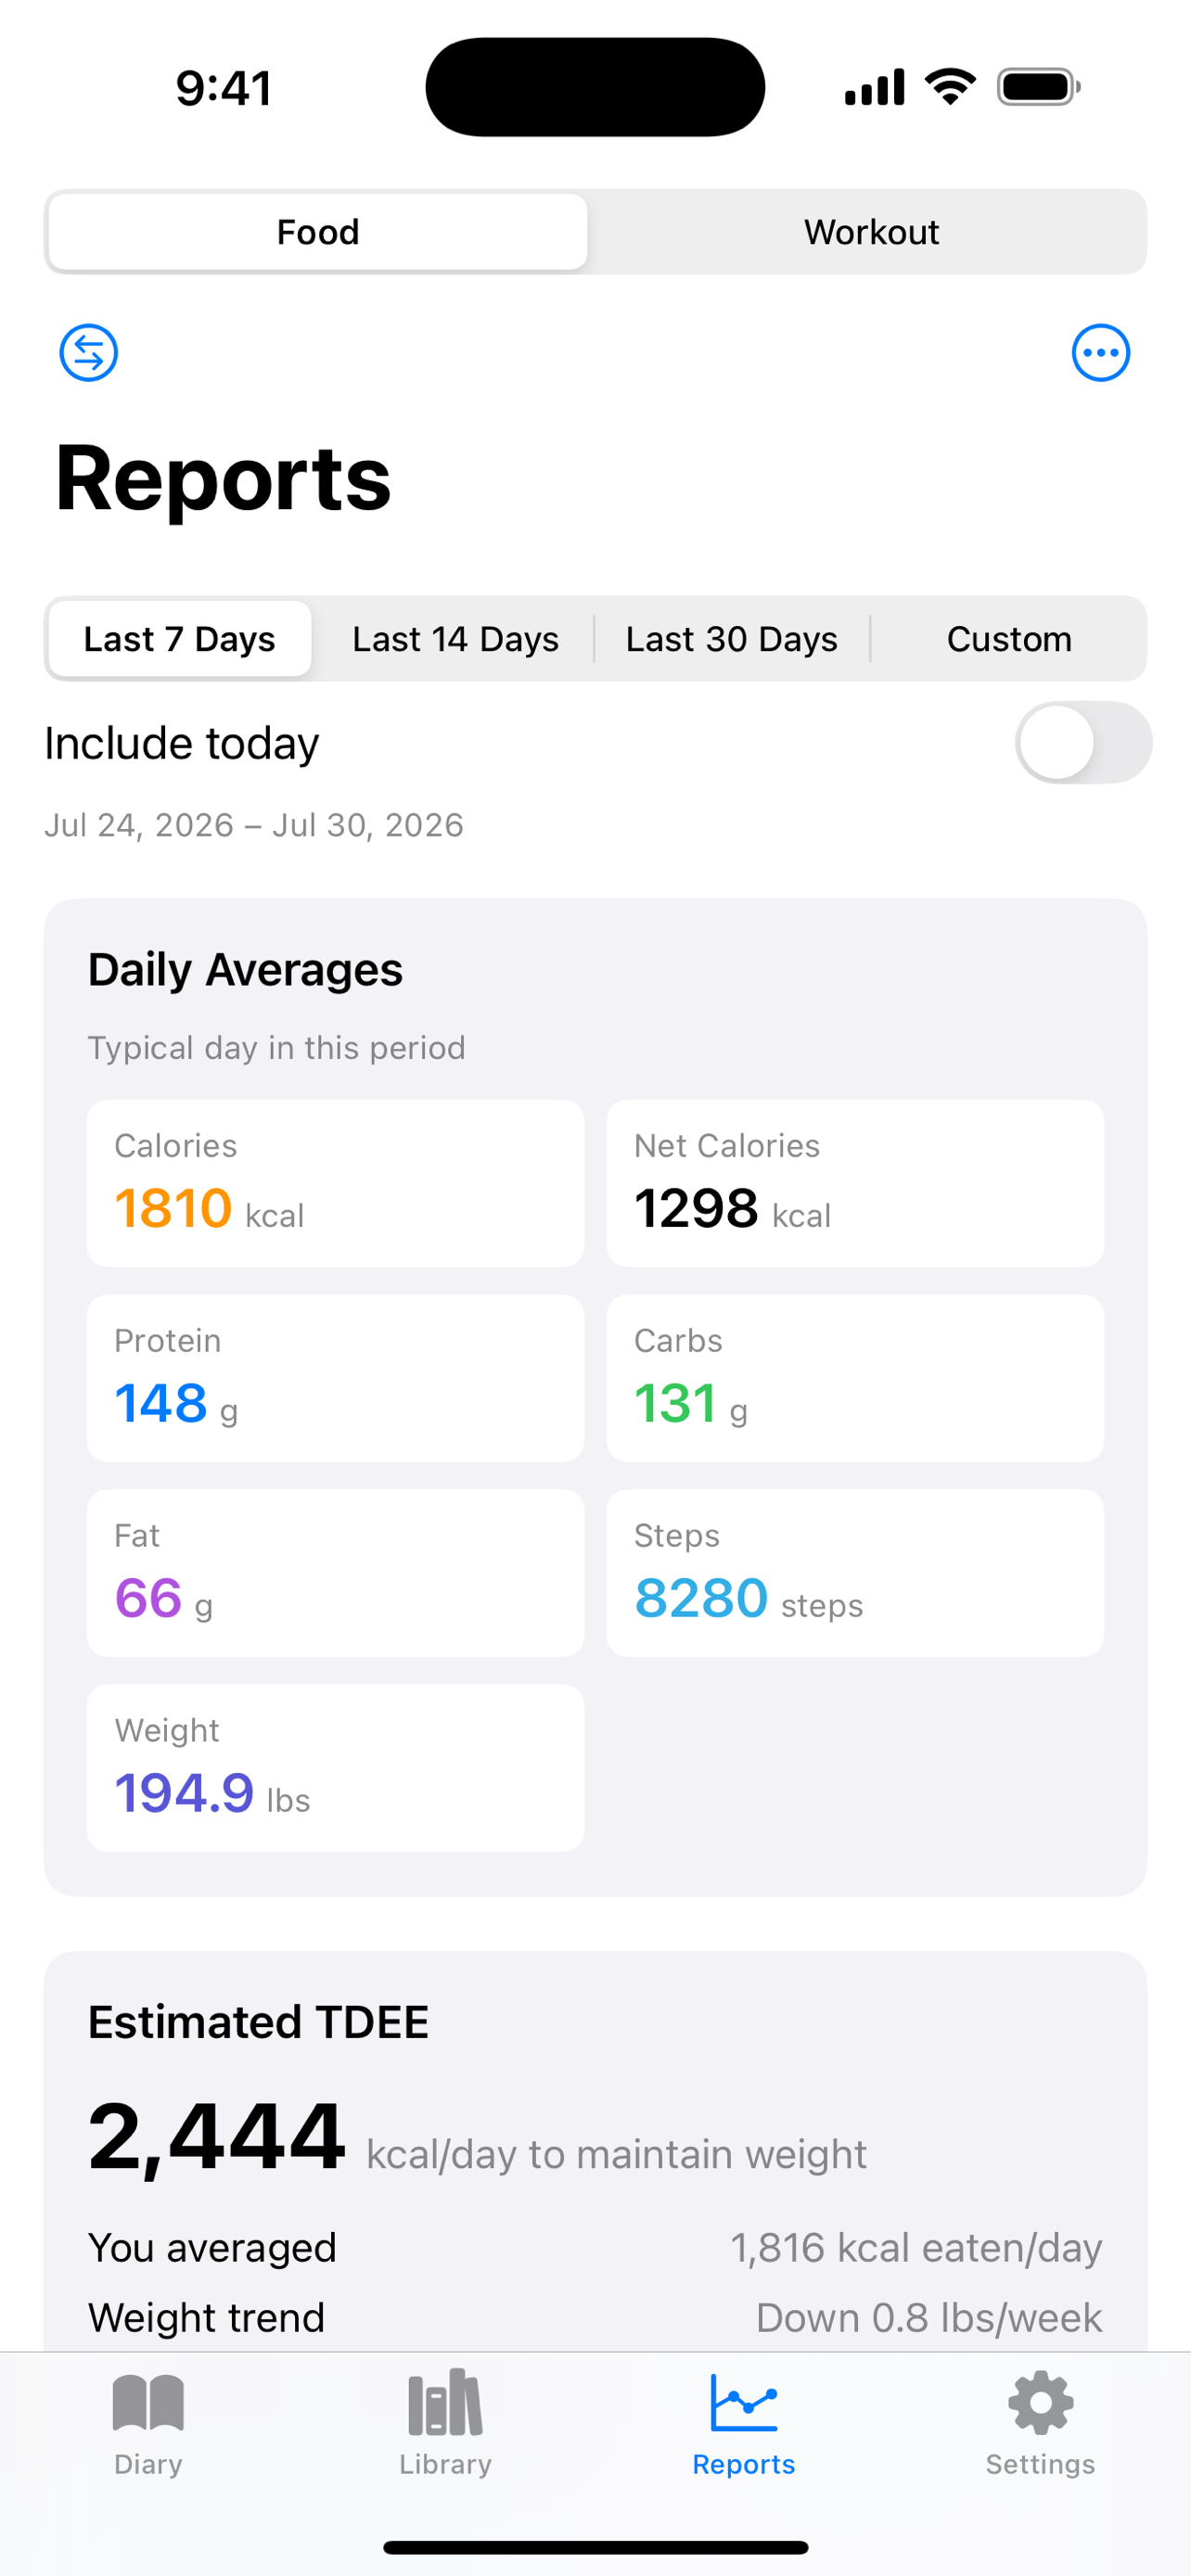 9:41
Food
Workout
Reports
Last 7 Days
Last 14 Days
Last 30 Days
Custom
Include today
Jul 24, 2026 – Jul 30, 2026
Daily Averages
Typical day in this period
Calories
1810 kcal
Net Calories
1298 kcal
Protein
148 g
Carbs
131 g
Fat
66 g
Steps
8280 steps
Weight
194.9 lbs
Estimated TDEE
2,444 kcal/day to maintain weight
You averaged
1,816 kcal eaten/day
Weight trend
Down 0.8 lbs/week
Diary
Library
Reports
Settings